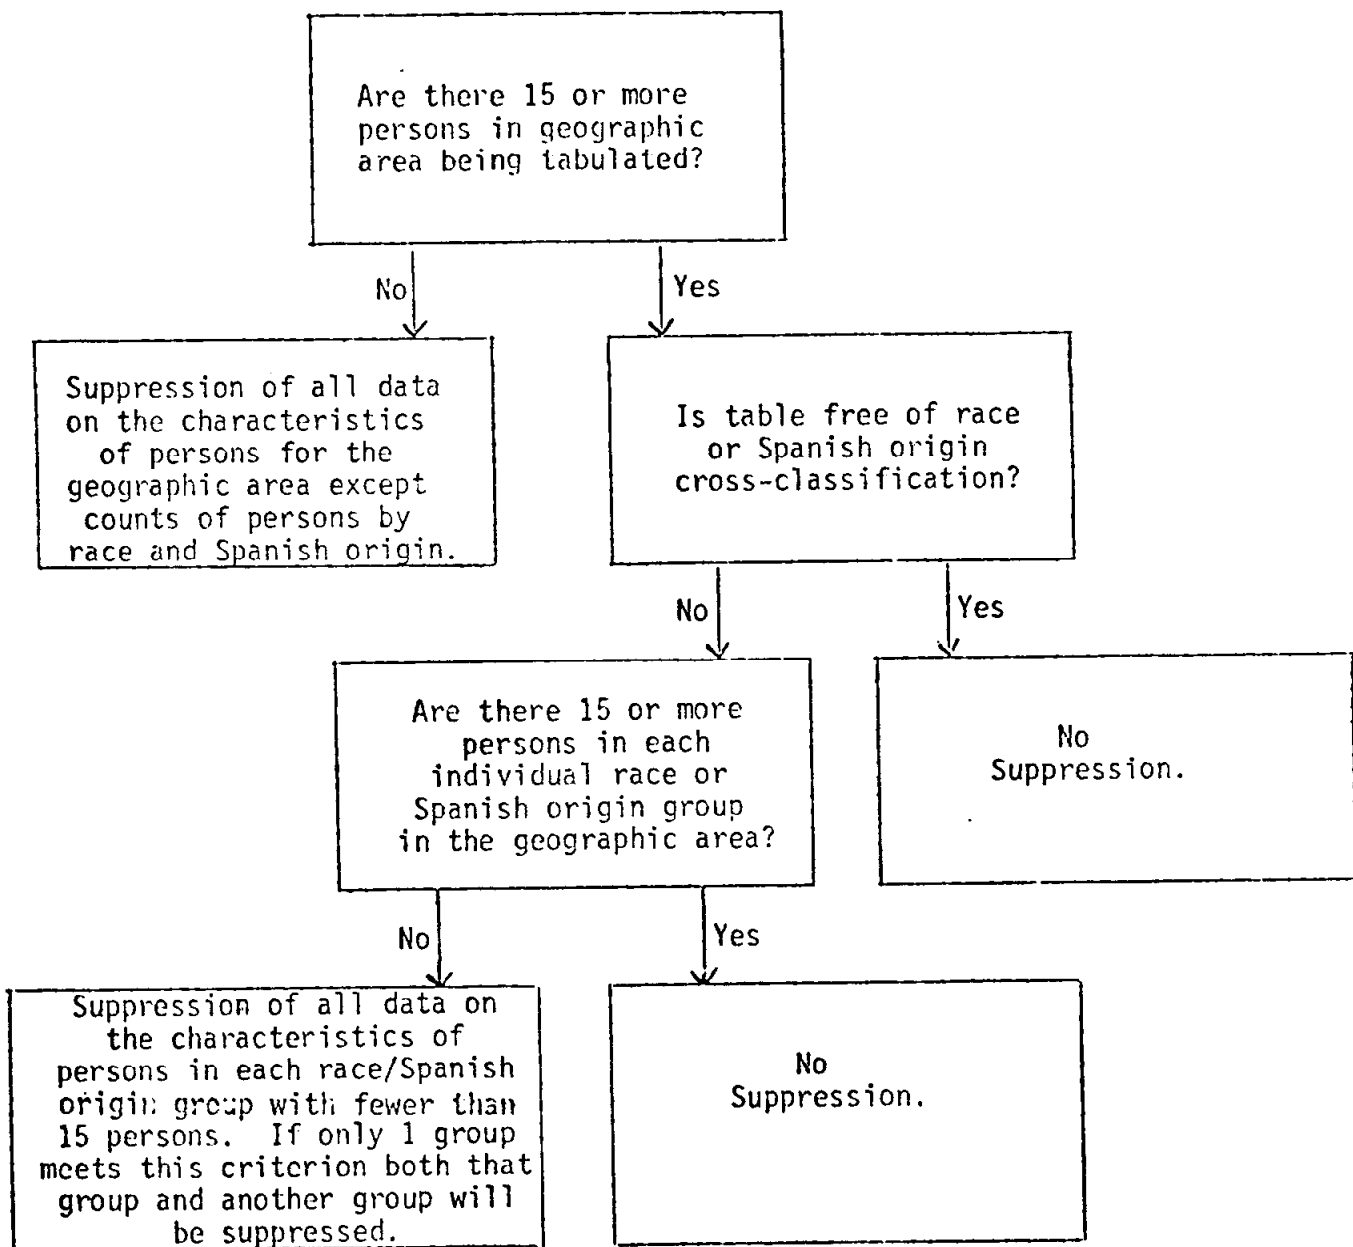 Are there 15 or more
persons in geographic
area being tabulated?
No
Yes
Suppression of all data
on the characteristics
of persons for the
geographic area except
counts of persons by
race and Spanish origin.
Is table free of race
or Spanish origin
cross-classification?
No
Yes
Are there 15 or more
persons in each
individual race or
Spanish origin group
in the geographic area?
No
Suppression.
No
Yes
Suppression of all data on
the characteristics of
persons in each race/Spanish
origin group with fewer than
15 persons. If only 1 group
meets this criterion both that
group and another group will
be suppressed.
No
Suppression.